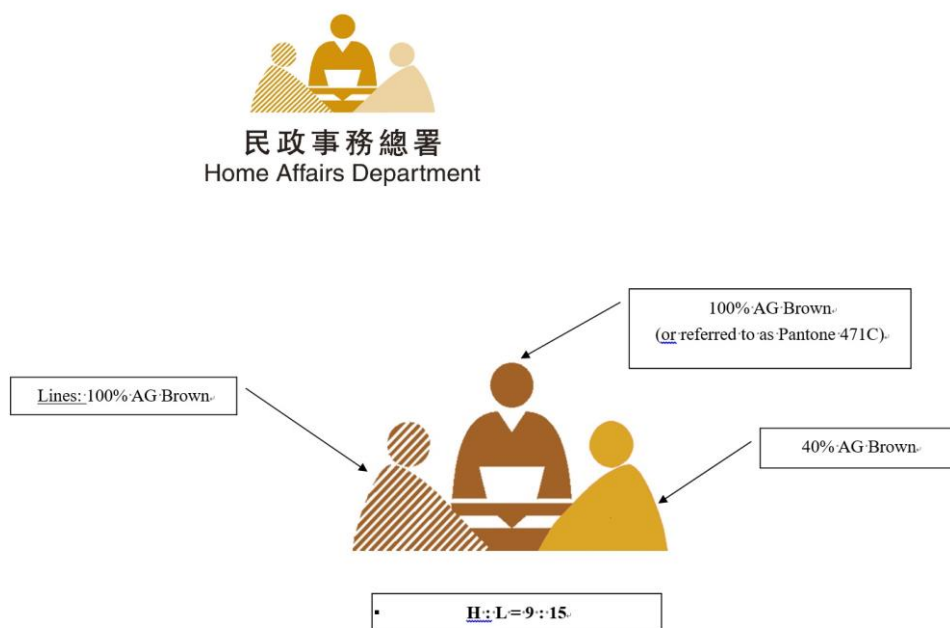 民政事務總署
Home Affairs Department
100% AG Brown
(or referred to as Pantone 471C)
Lines: 100% AG Brown
40% AG Brown
H : L = 9 : 15